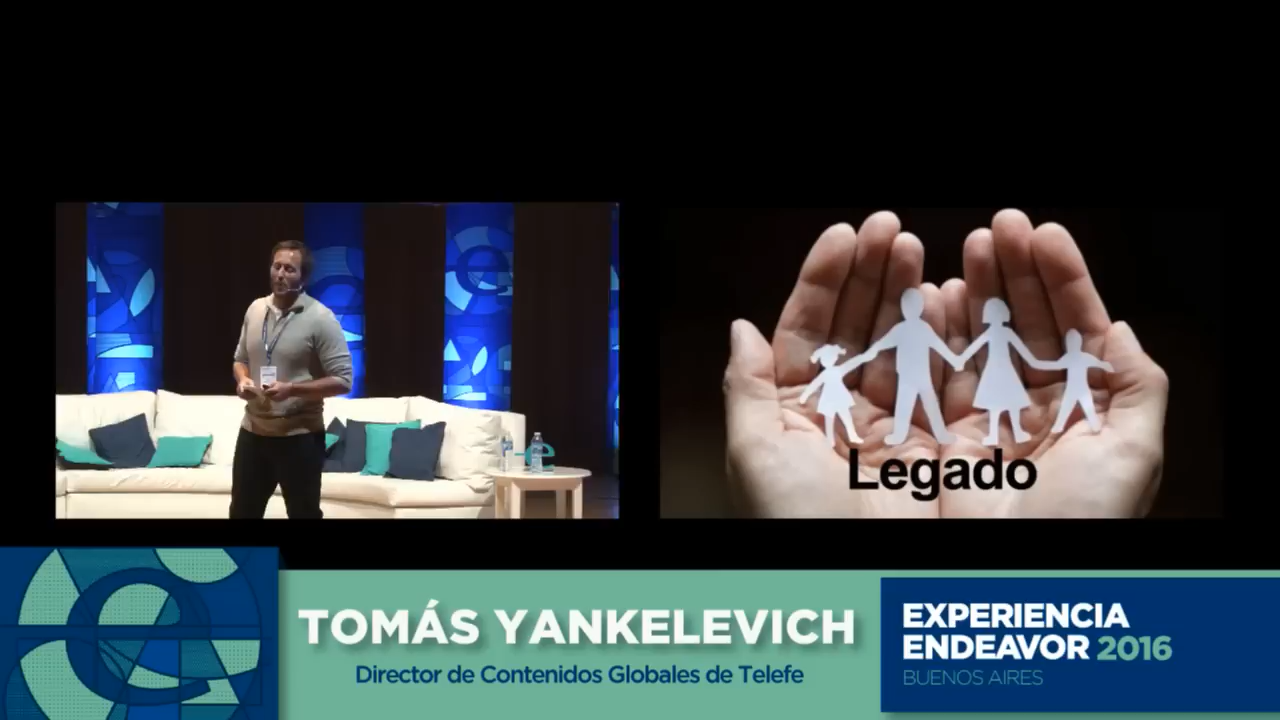 Legado
TOMÁS YANKELEVICH
Director de Contenidos Globales de Telefe
EXPERIENCIA
ENDEAVOR 2016
BUENOS AIRES